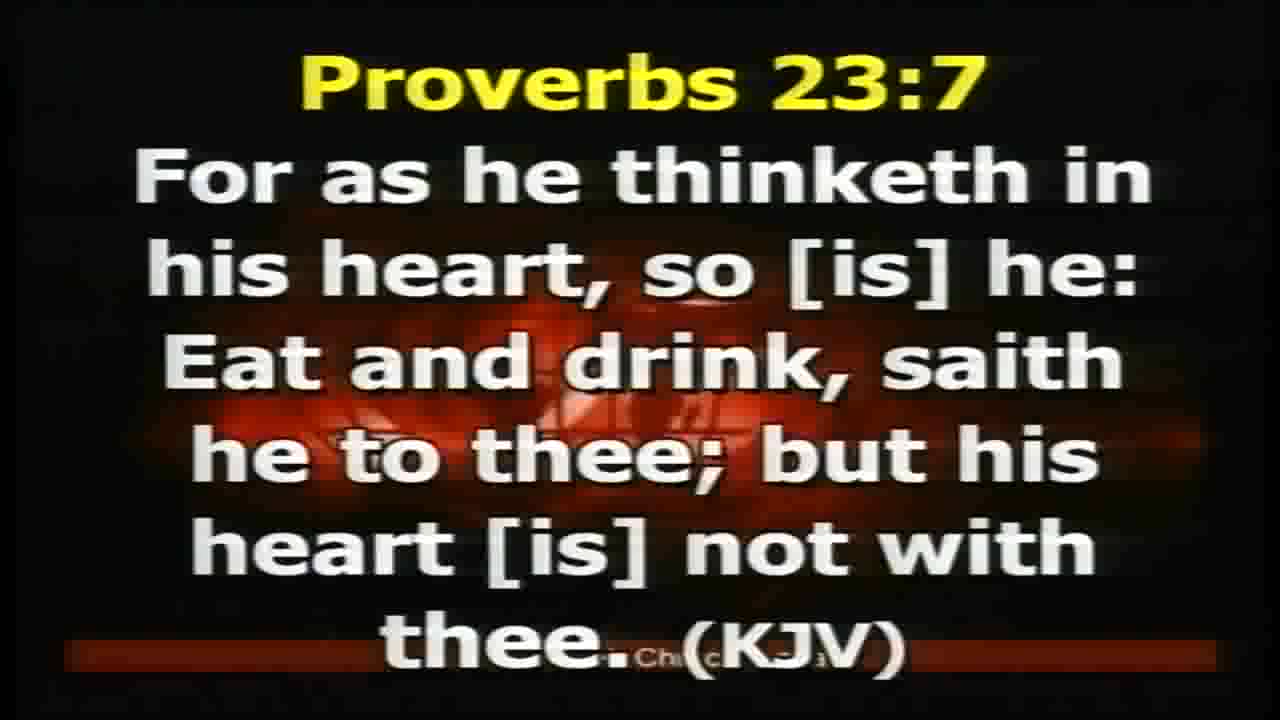 Proverbs 23:7
For as he thinketh in
his heart, so [is] he:
Eat and drink, saith
he to thee; but his
heart [is] not with
thee. (KJV)